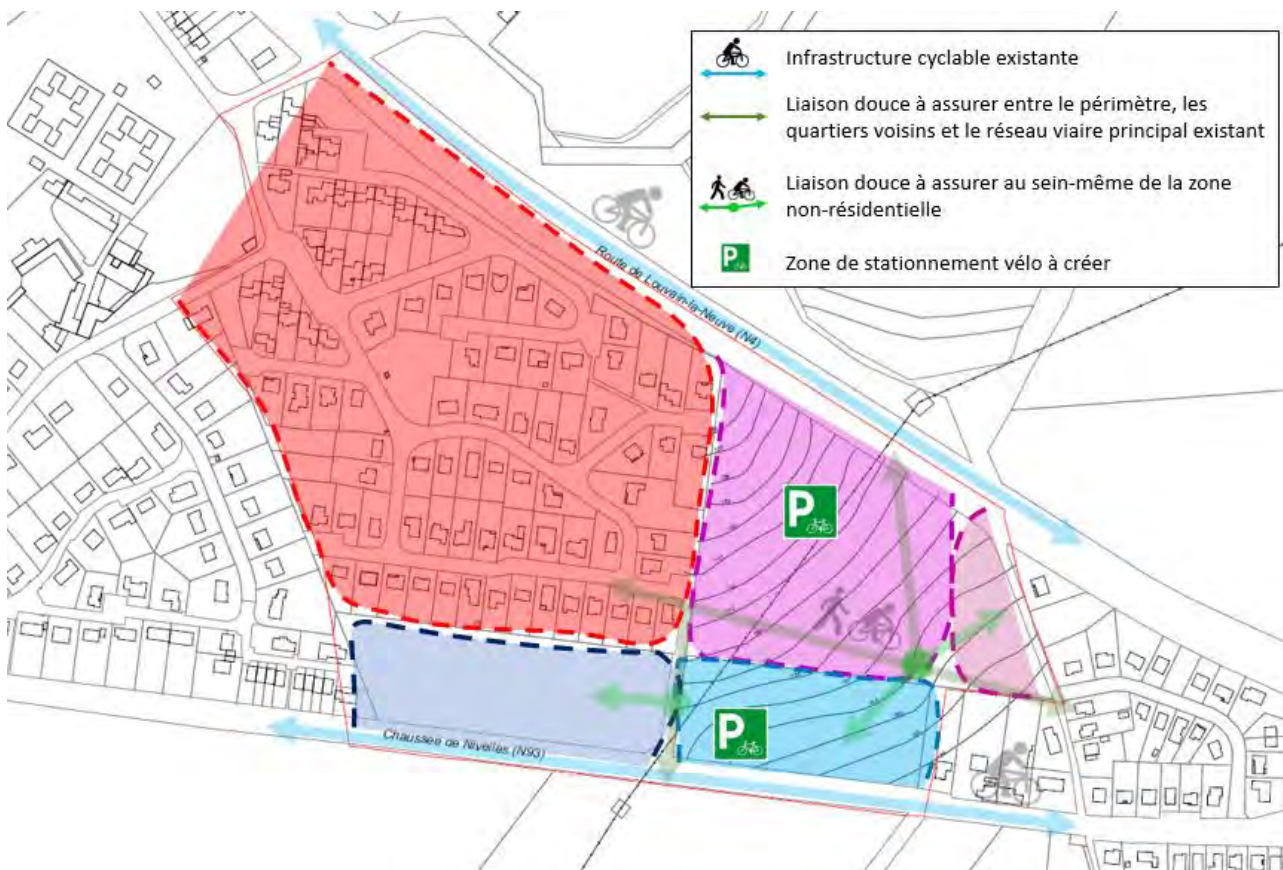 Infrastructure cyclable existante
Liaison douce à assurer entre le périmètre, les
quartiers voisins et le réseau viaire principal existant
Liaison douce à assurer au sein-même de la zone
non-résidentielle
P
Zone de stationnement vélo à créer
Route de Louvain-la-Neuve (N4)
P
P
Chaussée de Nivelles (N93)